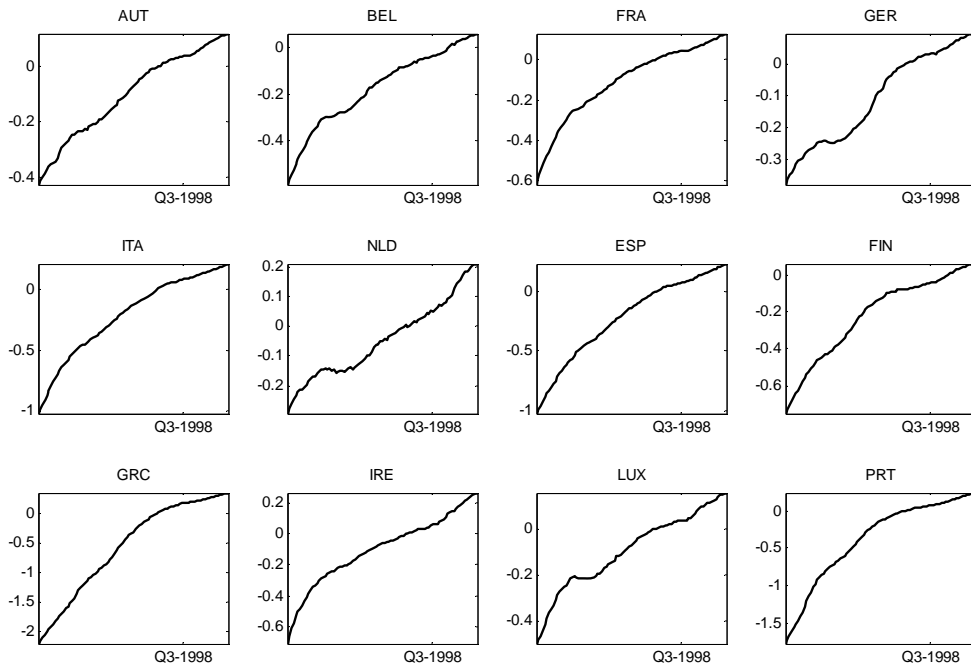 AUT BEL FRA GER
0 0 0 0
-0.2 -0.2 -0.2 -0.1
-0.4 -0.4 -0.4 -0.2
-0.6 -0.3
Q3-1998 Q3-1998 Q3-1998 Q3-1998
ITA NLD ESP FIN
0 0.2 0 0
-0.5 0.1 -0.5 -0.2
-1 0 -1 -0.4
-0.1 -0.6
-0.2
Q3-1998 Q3-1998 Q3-1998 Q3-1998
GRC IRE LUX PRT
0 0.2 0 0
-0.5 0 -0.2 -0.5
-1 -0.2 -0.4 -1
-1.5 -0.4 -1.5
-2 -0.6
Q3-1998 Q3-1998 Q3-1998 Q3-1998